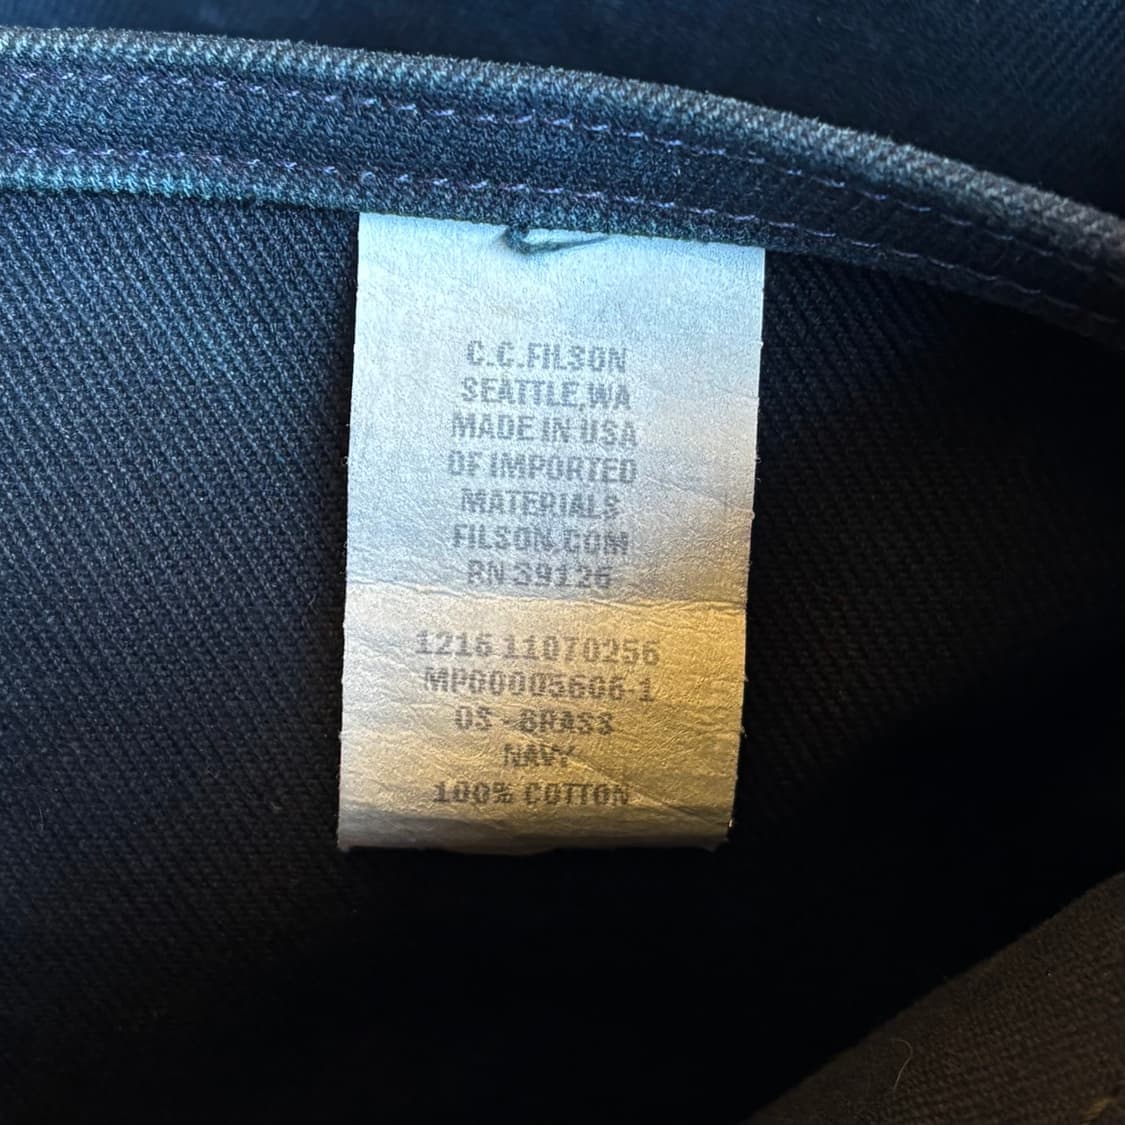 C.C.FILSON
SEATTLE,WA
MADE IN USA
OF IMPORTED
MATERIALS
FILSON.COM
RN 39126
1216 11070256
MP00005606-1
OS - BRASS
NAVY
100% COTTON